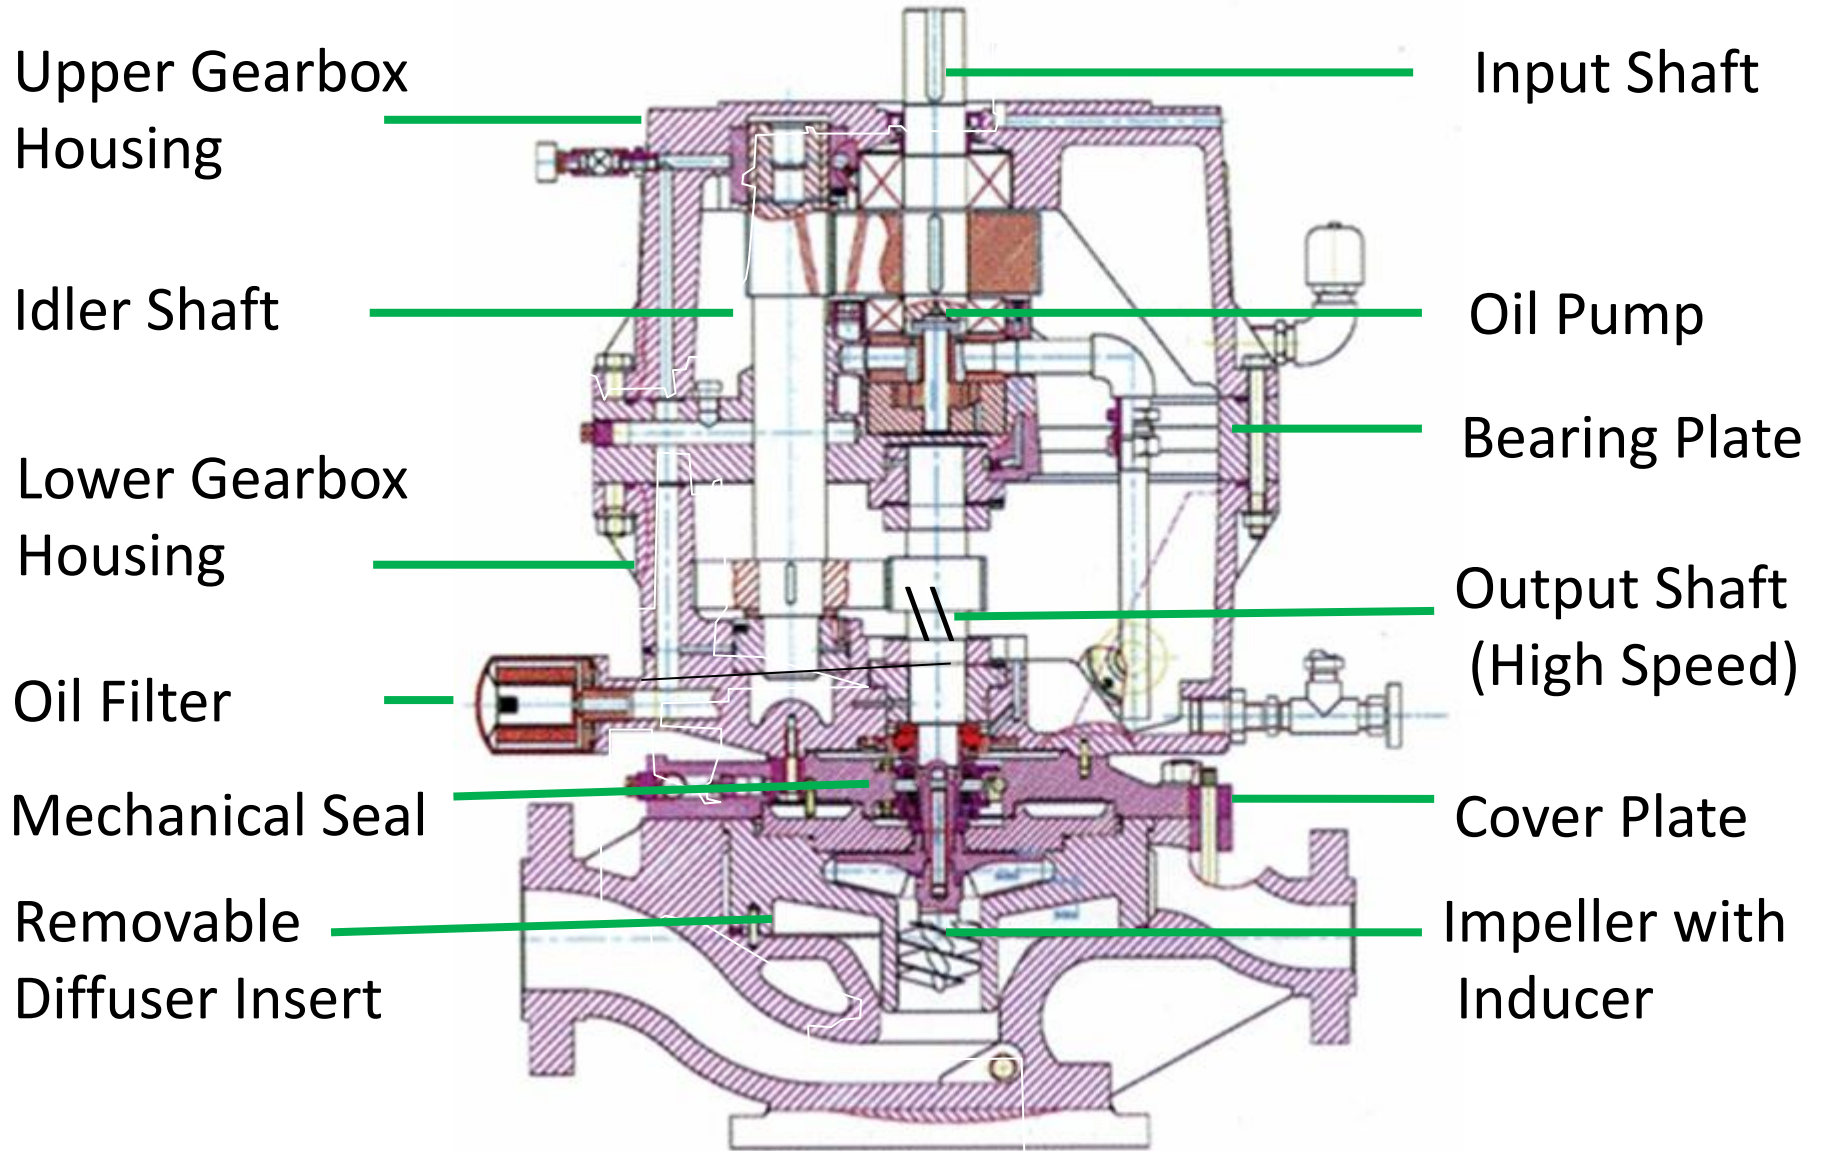 Upper Gearbox
Housing
Input Shaft
Idler Shaft
Oil Pump
Bearing Plate
Lower Gearbox
Housing
Output Shaft
(High Speed)
Oil Filter
Mechanical Seal
Cover Plate
Removable
Diffuser Insert
Impeller with
Inducer